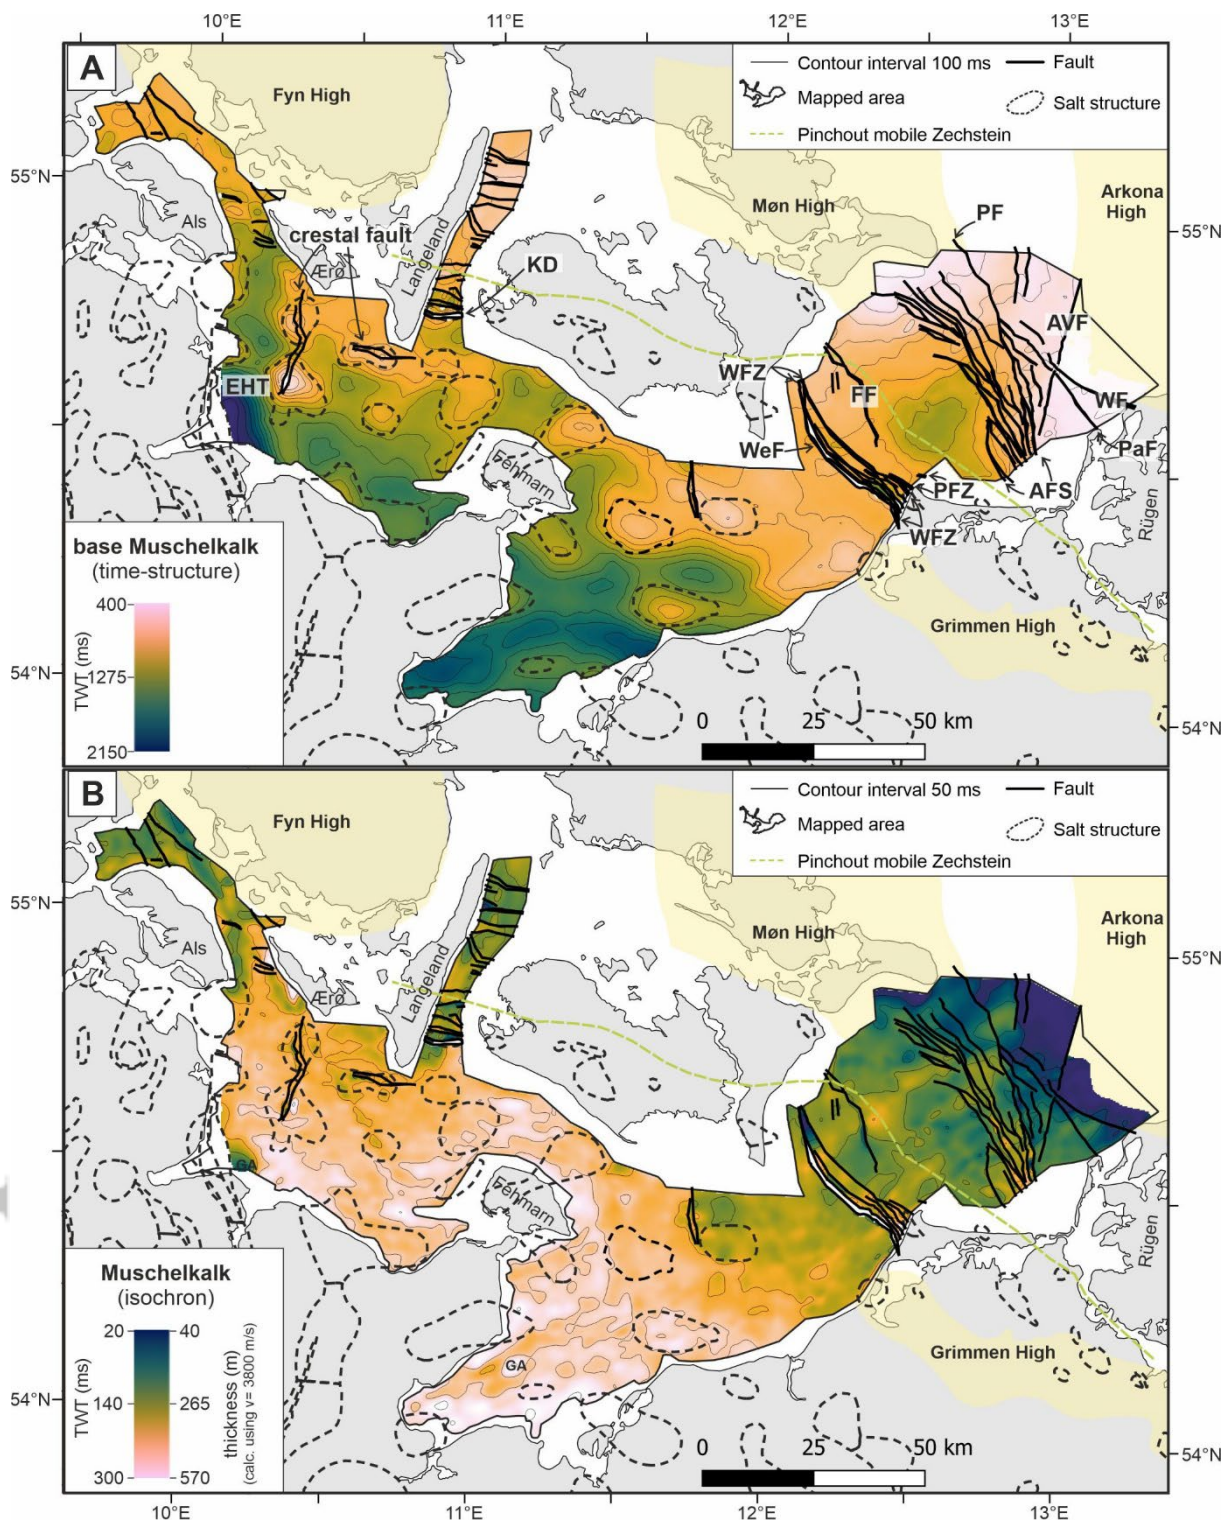 10°E
11°E
12°E
13°E
A
Contour interval 100 ms
Fault
Mapped area
Salt structure
Pinchout mobile Zechstein
Fyn High
55°N
Als
crestal fault
Ærø
Langeland
KD
Møn High
Arkona
High
PF
55°N
AVF
WFZ
FF
WF
EHT
WeF
PaF
Fehmarn
PFZ
AFS
WFZ
Rügen
base Muschelkalk
(time-structure)
400
TWT (ms)
1275
2150
Grimmen High
54°N
0
25
50 km
54°N
B
Contour interval 50 ms
Fault
Mapped area
Salt structure
Pinchout mobile Zechstein
Fyn High
55°N
Als
Ærø
Langeland
Møn High
Arkona
High
55°N
GA
Fehmarn
Rügen
Muschelkalk
(isochron)
20
40
TWT (ms)
140
265
thickness (m)
(calc. using v= 3800 m/s)
300
570
GA
Grimmen High
54°N
0
25
50 km
54°N
10°E
11°E
12°E
13°E